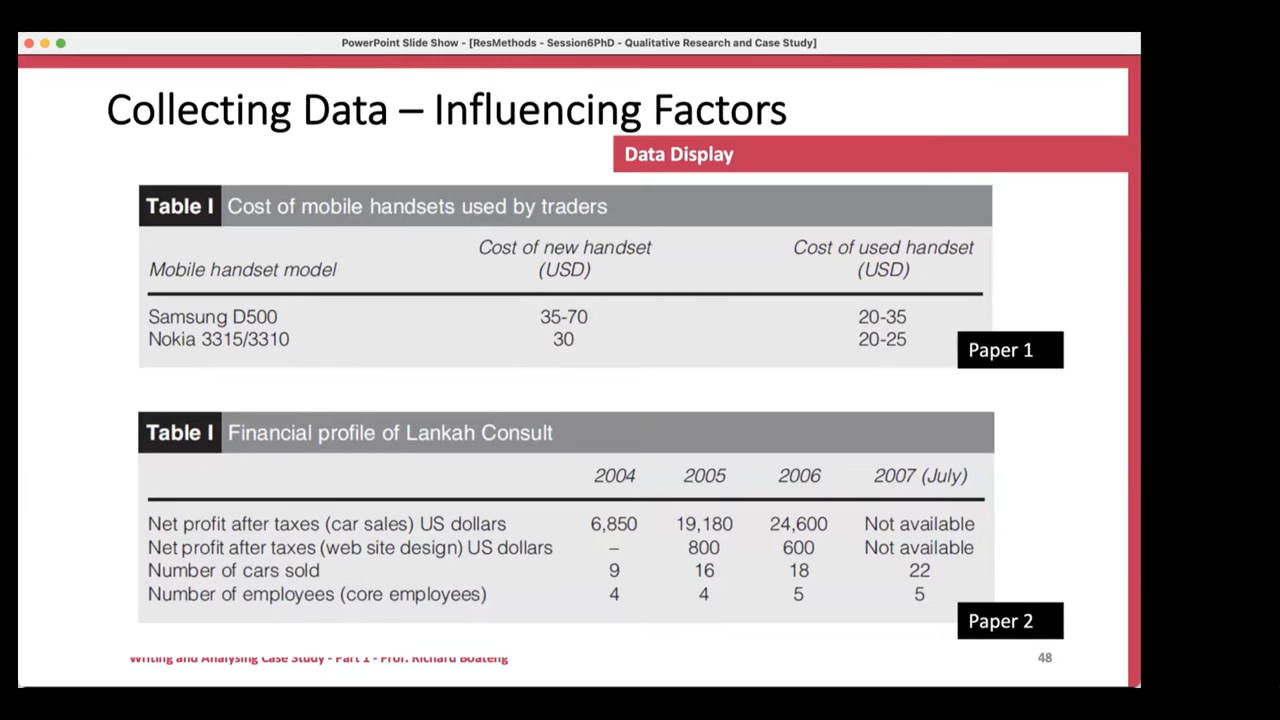 PowerPoint Slide Show - [ResMethods - Session6PhD - Qualitative Research and Case Study]
Collecting Data – Influencing Factors
Data Display
Table I Cost of mobile handsets used by traders
Cost of new handset Cost of used handset
Mobile handset model (USD) (USD)
Samsung D500 35-70 20-35
Nokia 3315/3310 30 20-25
Paper 1
Table I Financial profile of Lankah Consult
2004 2005 2006 2007 (July)
Net profit after taxes (car sales) US dollars 6,850 19,180 24,600 Not available
Net profit after taxes (web site design) US dollars – 800 600 Not available
Number of cars sold 9 16 18 22
Number of employees (core employees) 4 4 5 5
Paper 2
Writing and Analysing Case Study - Part 1 - Prof. Richard Boateng 48